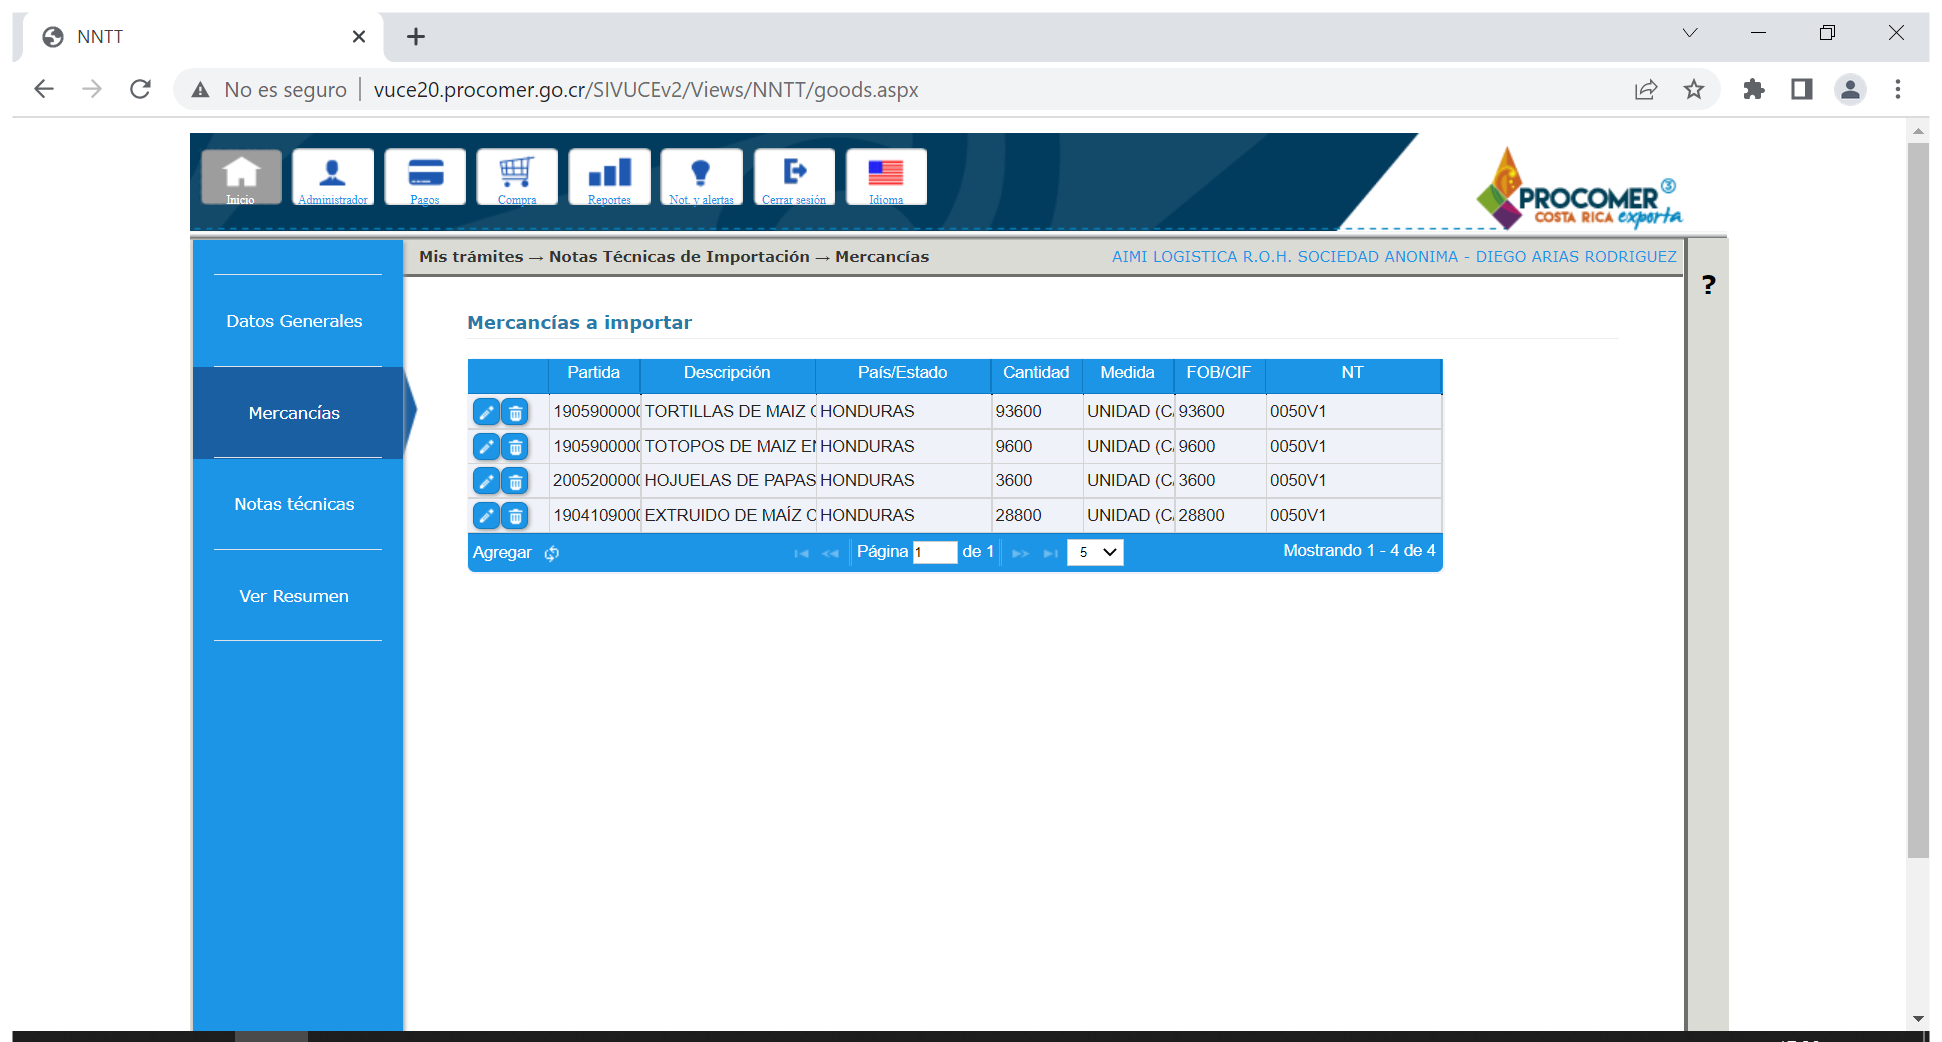 NNTT
No es seguro | vuce20.procomer.go.cr/SIVUCEv2/Views/NNTT/goods.aspx
Inicio Administrador Pagos Compra Reportes Not. y alertas Cerrar sesión Idioma
PROCOMER
COSTA RICA exporta
Mis trámites → Notas Técnicas de Importación → Mercancías AIMI LOGISTICA R.O.H. SOCIEDAD ANONIMA - DIEGO ARIAS RODRIGUEZ
?
Datos Generales
Mercancías
Notas técnicas
Ver Resumen
Mercancías a importar
Partida Descripción País/Estado Cantidad Medida FOB/CIF NT
190590000 TORTILLAS DE MAIZ HONDURAS 93600 UNIDAD (C 93600 0050V1
190590000 TOTOPOS DE MAIZ HONDURAS 9600 UNIDAD (C 9600 0050V1
200520000 HOJUELAS DE PAPAS HONDURAS 3600 UNIDAD (C 3600 0050V1
190410900 EXTRUIDO DE MAÍZ HONDURAS 28800 UNIDAD (C 28800 0050V1
Agregar Página 1 de 1 5 Mostrando 1 - 4 de 4